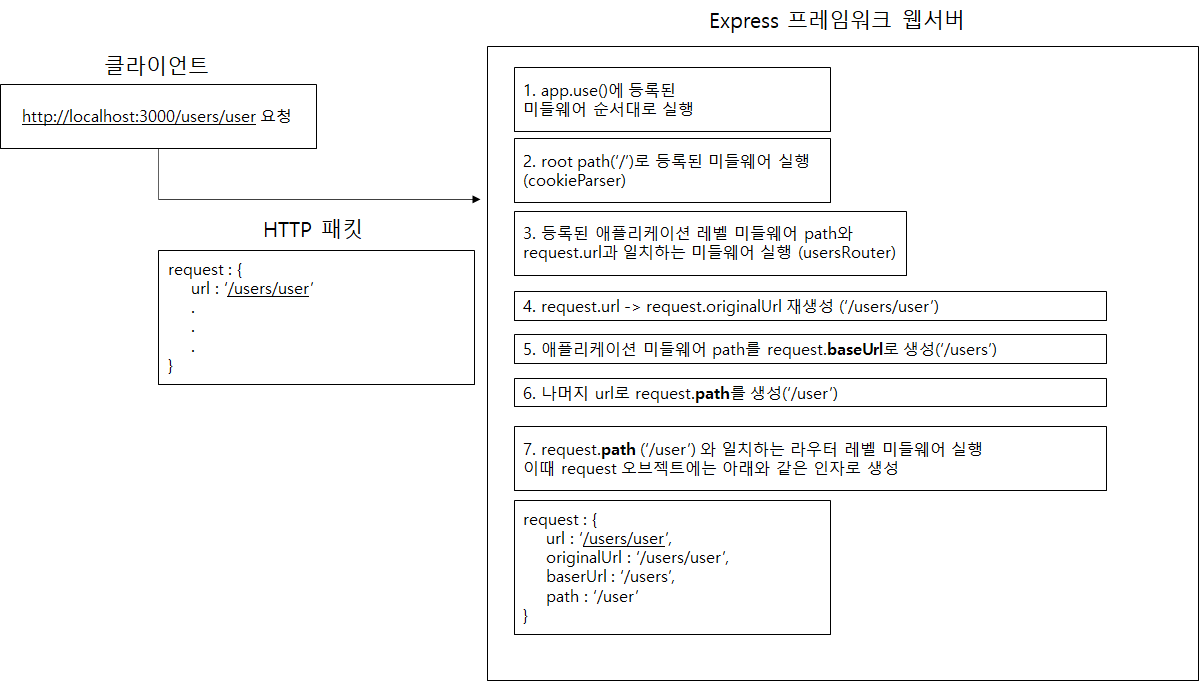 Express 프레임워크 웹서버
클라이언트
http://localhost:3000/users/user 요청
HTTP 패킷
request : {
url : ‘/users/user’
.
.
.
}
1. app.use()에 등록된
미들웨어 순서대로 실행
2. root path(‘/’)로 등록된 미들웨어 실행
(cookieParser)
3. 등록된 애플리케이션 레벨 미들웨어 path와
request.url과 일치하는 미들웨어 실행 (usersRouter)
4. request.url -> request.originalUrl 재생성 (‘/users/user’)
5. 애플리케이션 미들웨어 path를 request.baseUrl로 생성(‘/users’)
6. 나머지 url로 request.path를 생성(‘/user’)
7. request.path (‘/user’) 와 일치하는 라우터 레벨 미들웨어 실행
이때 request 오브젝트에는 아래와 같은 인자로 생성
request : {
url : ‘/users/user’,
originalUrl : ‘/users/user’,
baserUrl : ‘/users’,
path : ‘/user’
}